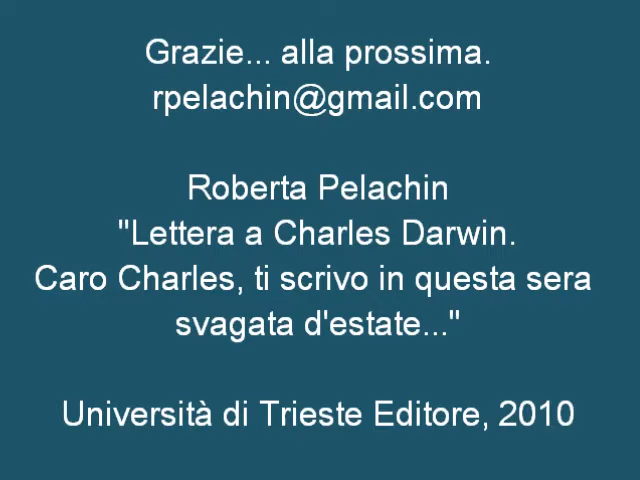 Grazie... alla prossima.
rpelachin@gmail.com
Roberta Pelachin
"Lettera a Charles Darwin.
Caro Charles, ti scrivo in questa sera
svagata d'estate..."
Università di Trieste Editore, 2010